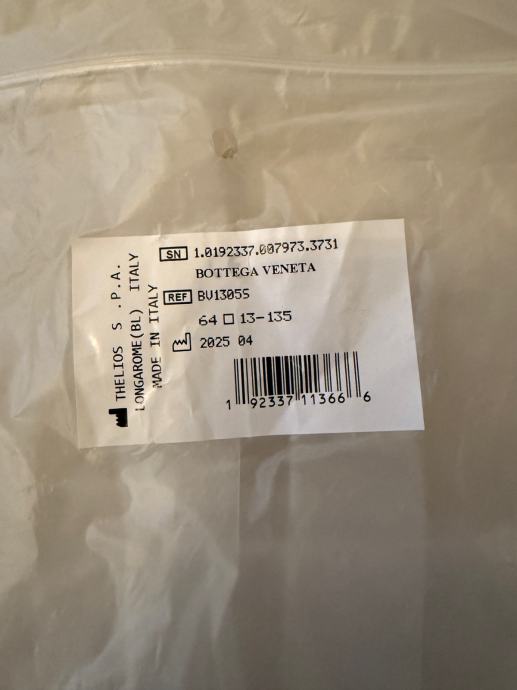 SN 1.0192337.007973.3731
BOTTEGA VENETA
REF BV1305S
64 □ 13-135
2025 04
1 92337 11366 6
THELIOS S .P.A.
LONGAROME(BL) ITALY
MADE IN ITALY